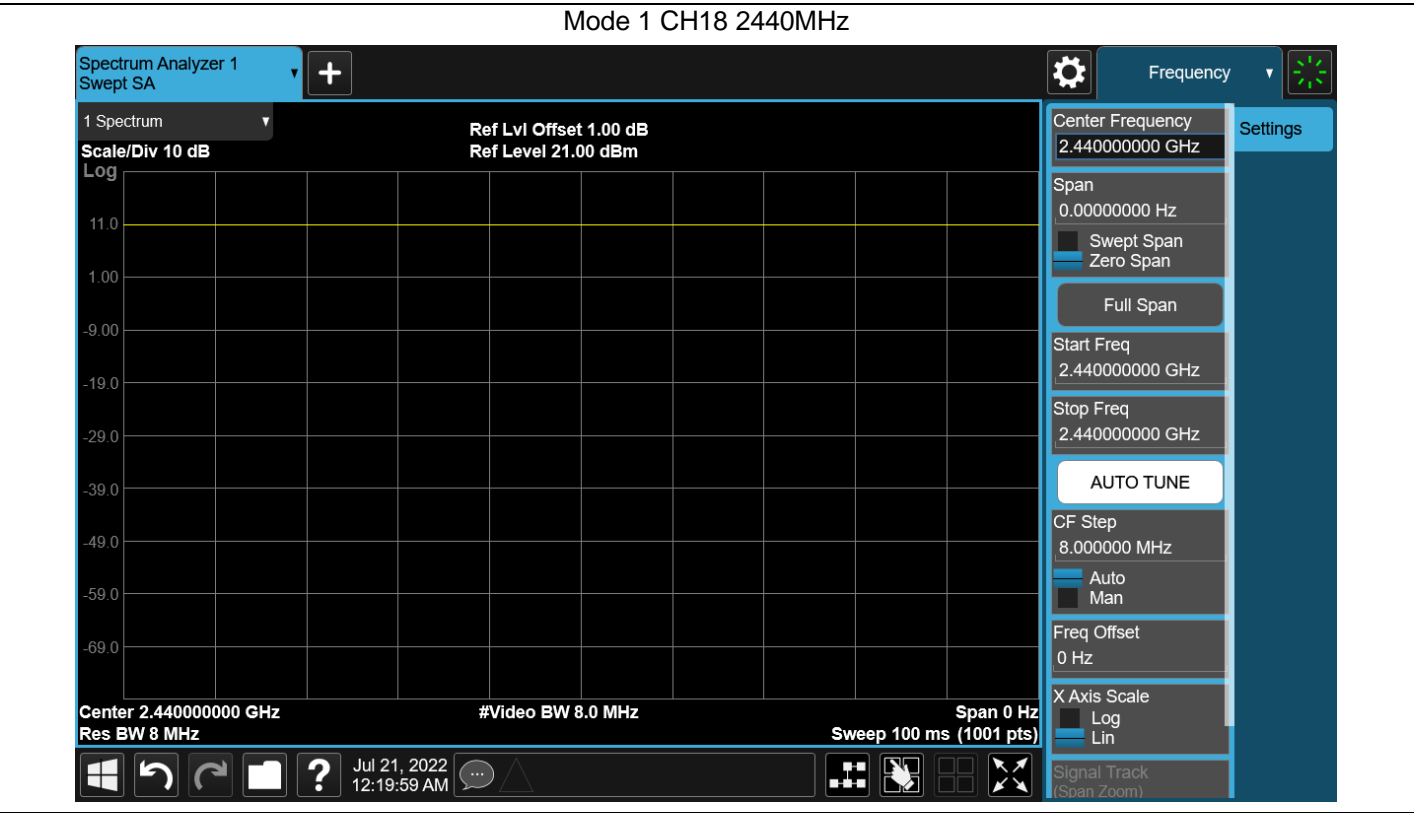 Mode 1 CH18 2440MHz
Spectrum Analyzer 1
Swept SA
Frequency
1 Spectrum
Scale/Div 10 dB
Log
Ref Lvl Offset 1.00 dB
Ref Level 21.00 dBm
11.0
1.00
-9.00
-19.0
-29.0
-39.0
-49.0
-59.0
-69.0
Center 2.440000000 GHz
#Video BW 8.0 MHz
Span 0 Hz
Res BW 8 MHz
Sweep 100 ms (1001 pts)
Center Frequency
2.440000000 GHz
Settings
Span
0.00000000 Hz
Swept Span
Zero Span
Full Span
Start Freq
2.440000000 GHz
Stop Freq
2.440000000 GHz
AUTO TUNE
CF Step
8.000000 MHz
Auto
Man
Freq Offset
0 Hz
X Axis Scale
Log
Lin
Signal Track
(Span Zoom)
?
Jul 21, 2022
12:19:59 AM